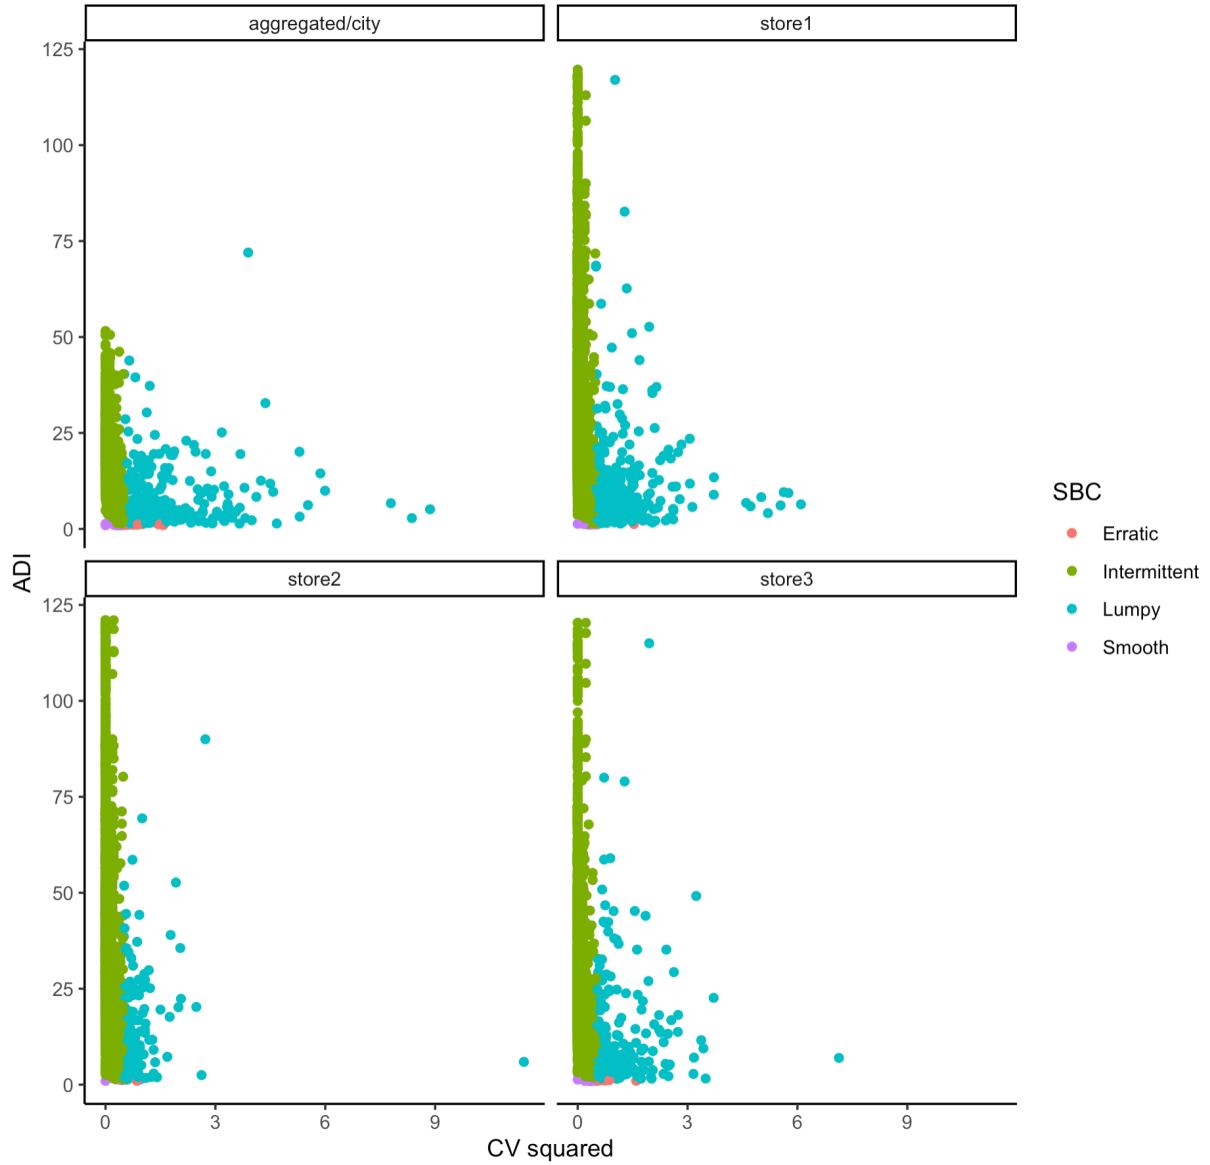 aggregated/city
store1
125
100
75
50
25
0
store2
store3
125
100
75
50
25
0
0
3
6
9
0
3
6
9
ADI
CV squared
SBC
Erratic
Intermittent
Lumpy
Smooth